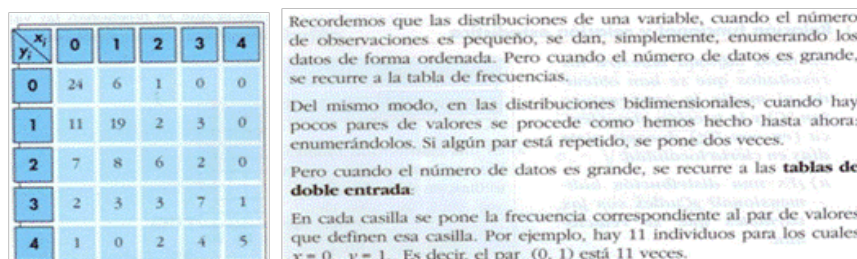 xi yi 0 1 2 3 4
0 24 6 1 0 0
1 11 19 2 3 0
2 7 8 6 2 0
3 2 3 3 7 1
4 1 0 2 4 5
Recordemos que las distribuciones de una variable, cuando el número
de observaciones es pequeño, se dan, simplemente, enumerando los
datos de forma ordenada. Pero cuando el número de datos es grande,
se recurre a la tabla de frecuencias.
Del mismo modo, en las distribuciones bidimensionales, cuando hay
pocos pares de valores se procede como hemos hecho hasta ahora:
enumerándolos. Si algún par está repetido, se pone dos veces.
Pero cuando el número de datos es grande, se recurre a las tablas de
doble entrada.
En cada casilla se pone la frecuencia correspondiente al par de valores
que definen esa casilla. Por ejemplo, hay 11 individuos para los cuales
x = 0, y = 1. Es decir, el par (0, 1) está 11 veces.